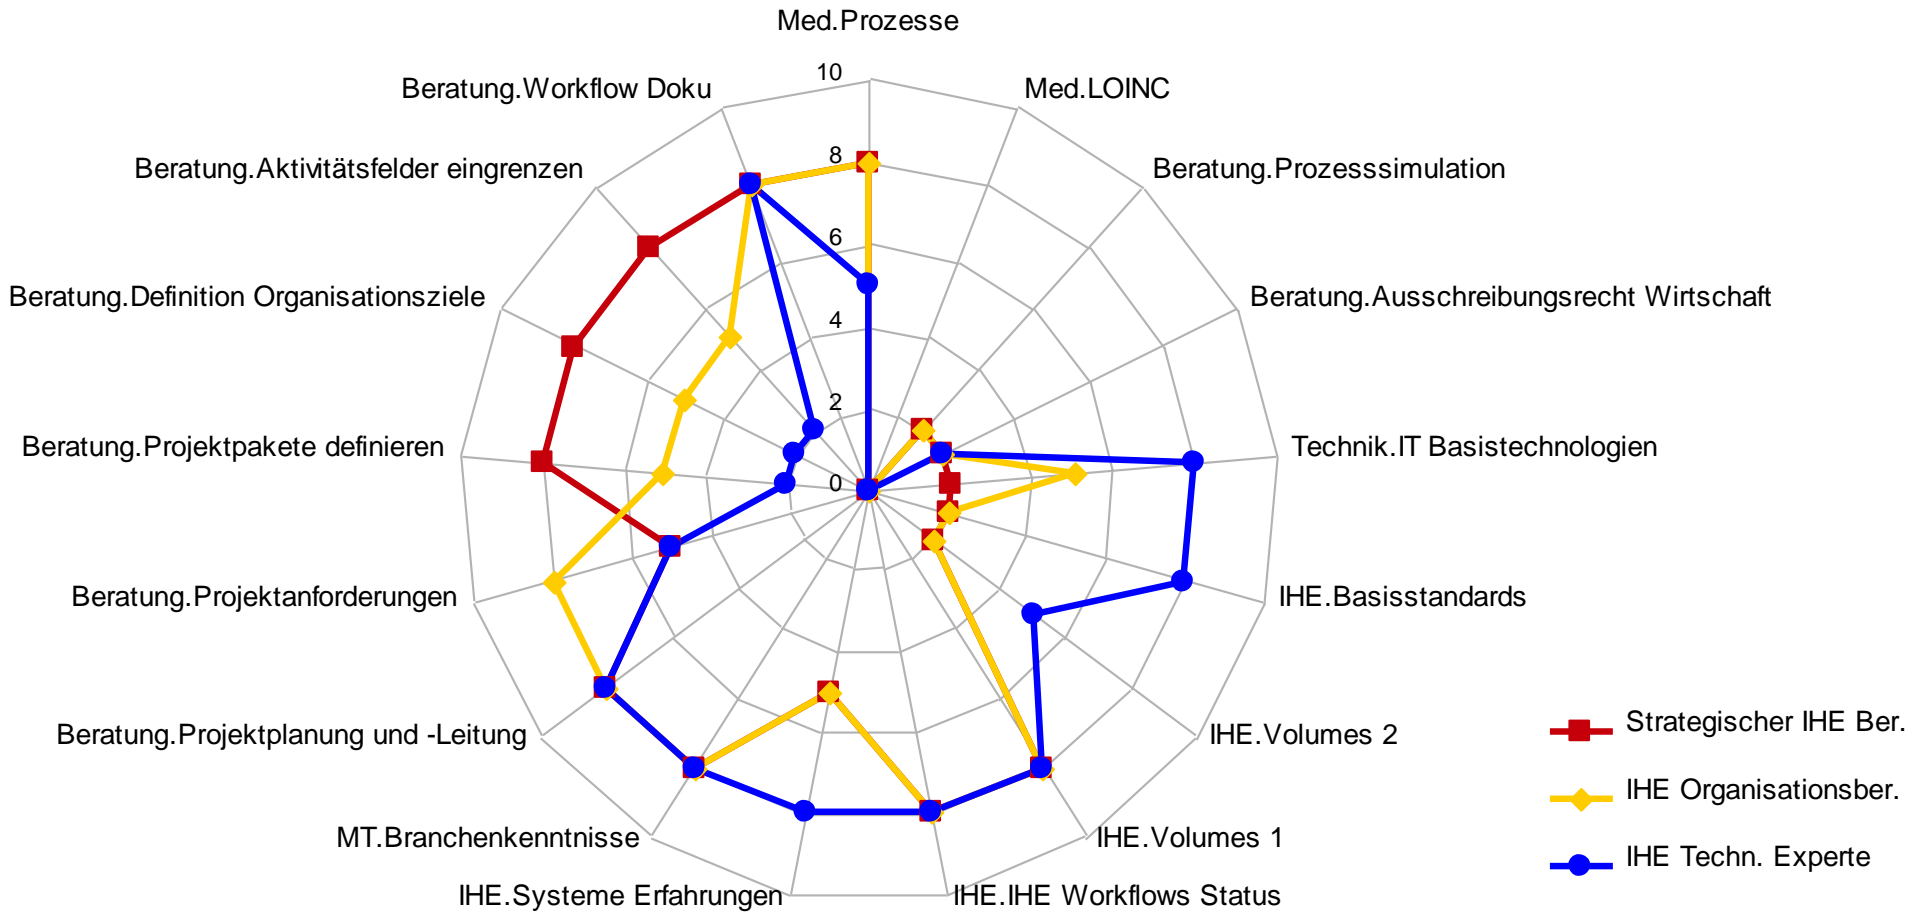 Med.Prozesse
10
Beratung.Workflow Doku
Med.LOINC
8
Beratung.Aktivitätsfelder eingrenzen
Beratung.Prozesssimulation
6
Beratung.Definition Organisationsziele
Beratung.Ausschreibungsrecht Wirtschaft
4
2
Beratung.Projektpakete definieren
Technik.IT Basistechnologien
0
Beratung.Projektanforderungen
IHE.Basisstandards
Beratung.Projektplanung und -Leitung
IHE.Volumes 2
MT.Branchenkenntnisse
IHE.Volumes 1
IHE.Systeme Erfahrungen
IHE.IHE Workflows Status
Strategischer IHE Ber.
IHE Organisationsber.
IHE Techn. Experte